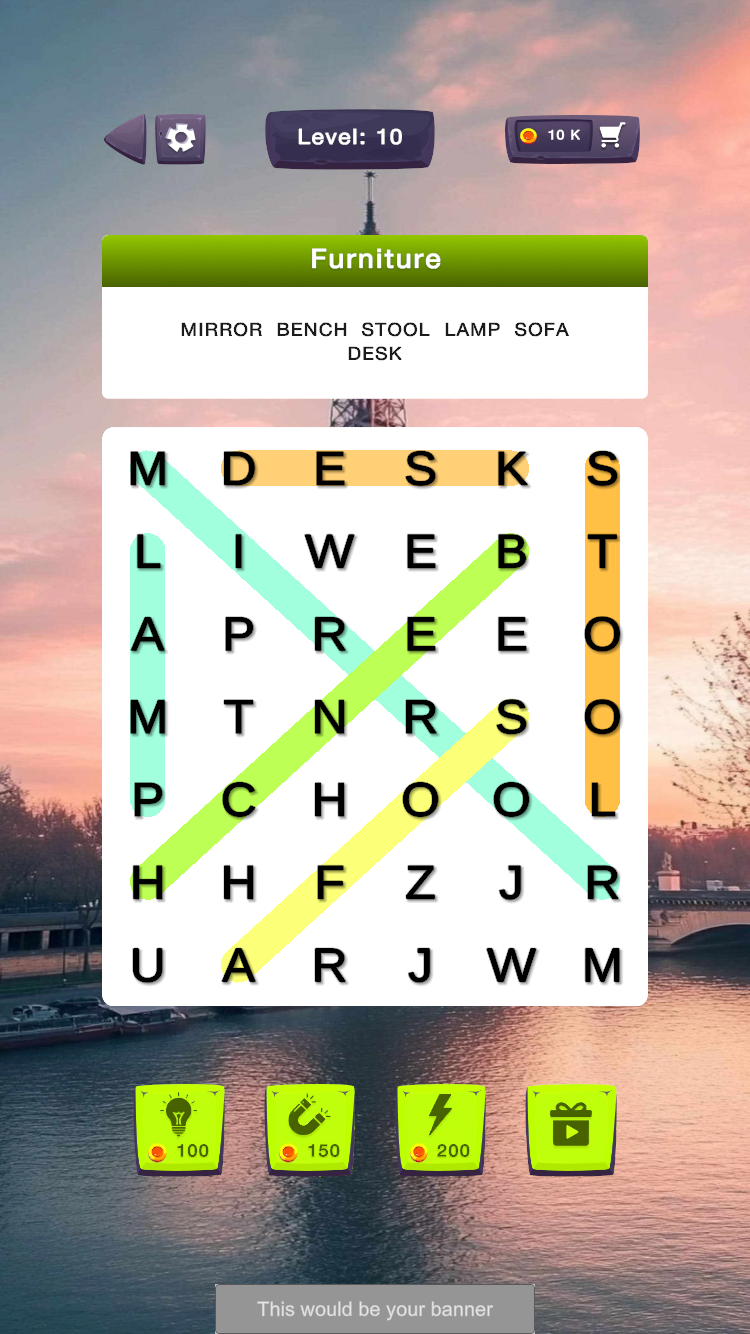 Level: 10
10 K
Furniture
MIRROR BENCH STOOL LAMP SOFA
DESK
M D E S K S
L I W E B T
A P R E E O
M T N R S O
P C H O O L
H H F Z J R
U A R J W M
100 150 200
This would be your banner